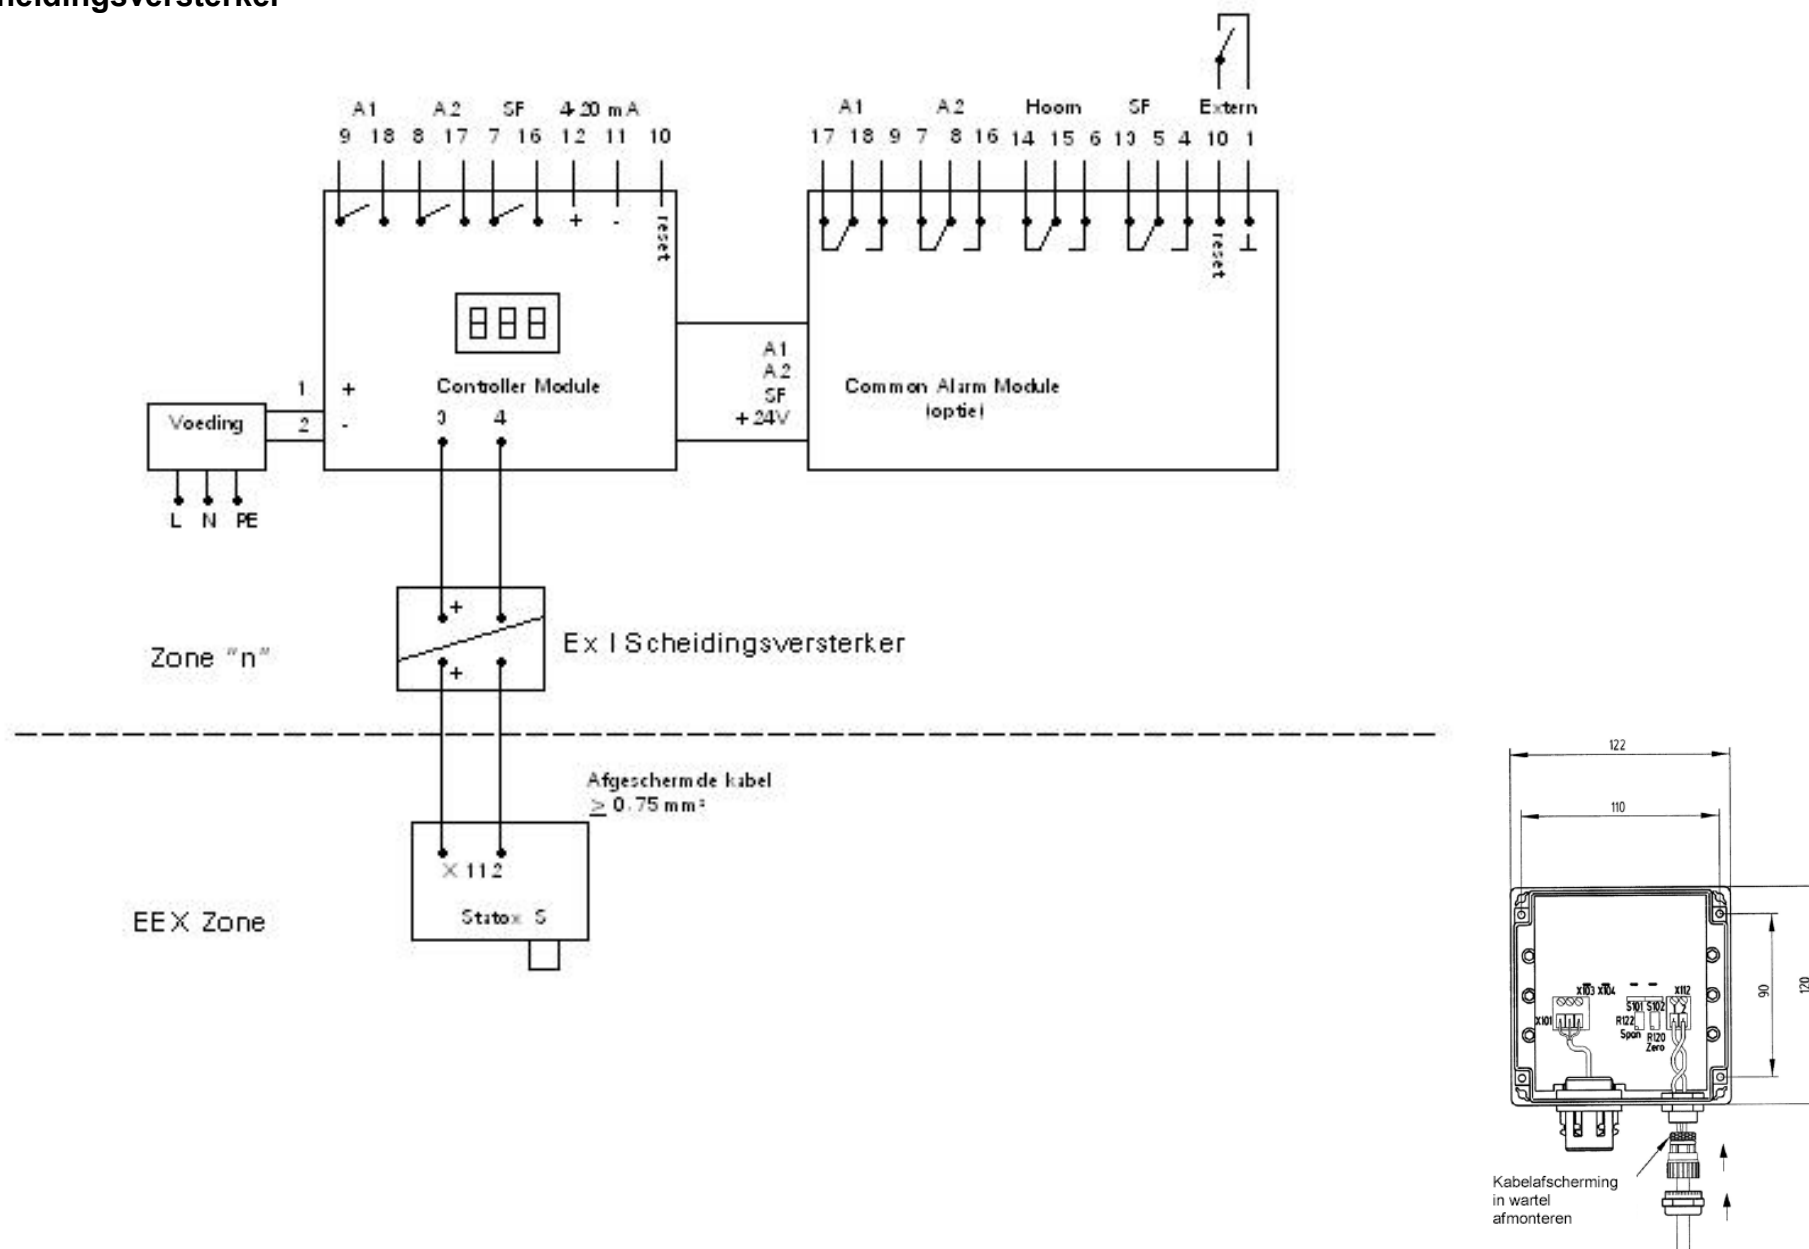 Extern
A1 A2 SF 4-20 mA
9 18 8 17 7 16 12 11 10
A1 A2 Hoorn SF
17 18 9 7 8 16 14 15 6 13 5 4 10 1
+ - reset
reset
1 +
Controller Module
Voeding
2 -
3 4
A1
A2
SF
+24V
Common Alarm Module
(optie)
L N PE
+
Ex I Scheidingsversterker
Zone "n"
+
Afgeschermde kabel
≥ 0.75 mm²
X 112
Statox S
EEX Zone
122
110
90
120
X103 X104 X112
S101 S102 1 2
X101
R122
Span
R120
Zero
Kabelafscherming
in wartel
afmonteren